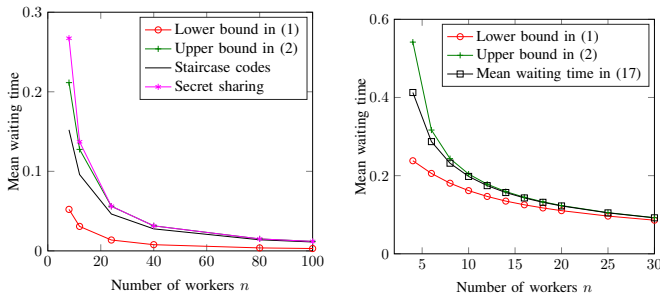 0.3
0.2
0.1
0
0
20
40
60
80
100
Mean waiting time
Number of workers n
Lower bound in (1)
Upper bound in (2)
Staircase codes
Secret sharing
0.6
0.4
0.2
0
5
10
15
20
25
30
Mean waiting time
Number of workers n
Lower bound in (1)
Upper bound in (2)
Mean waiting time in (17)